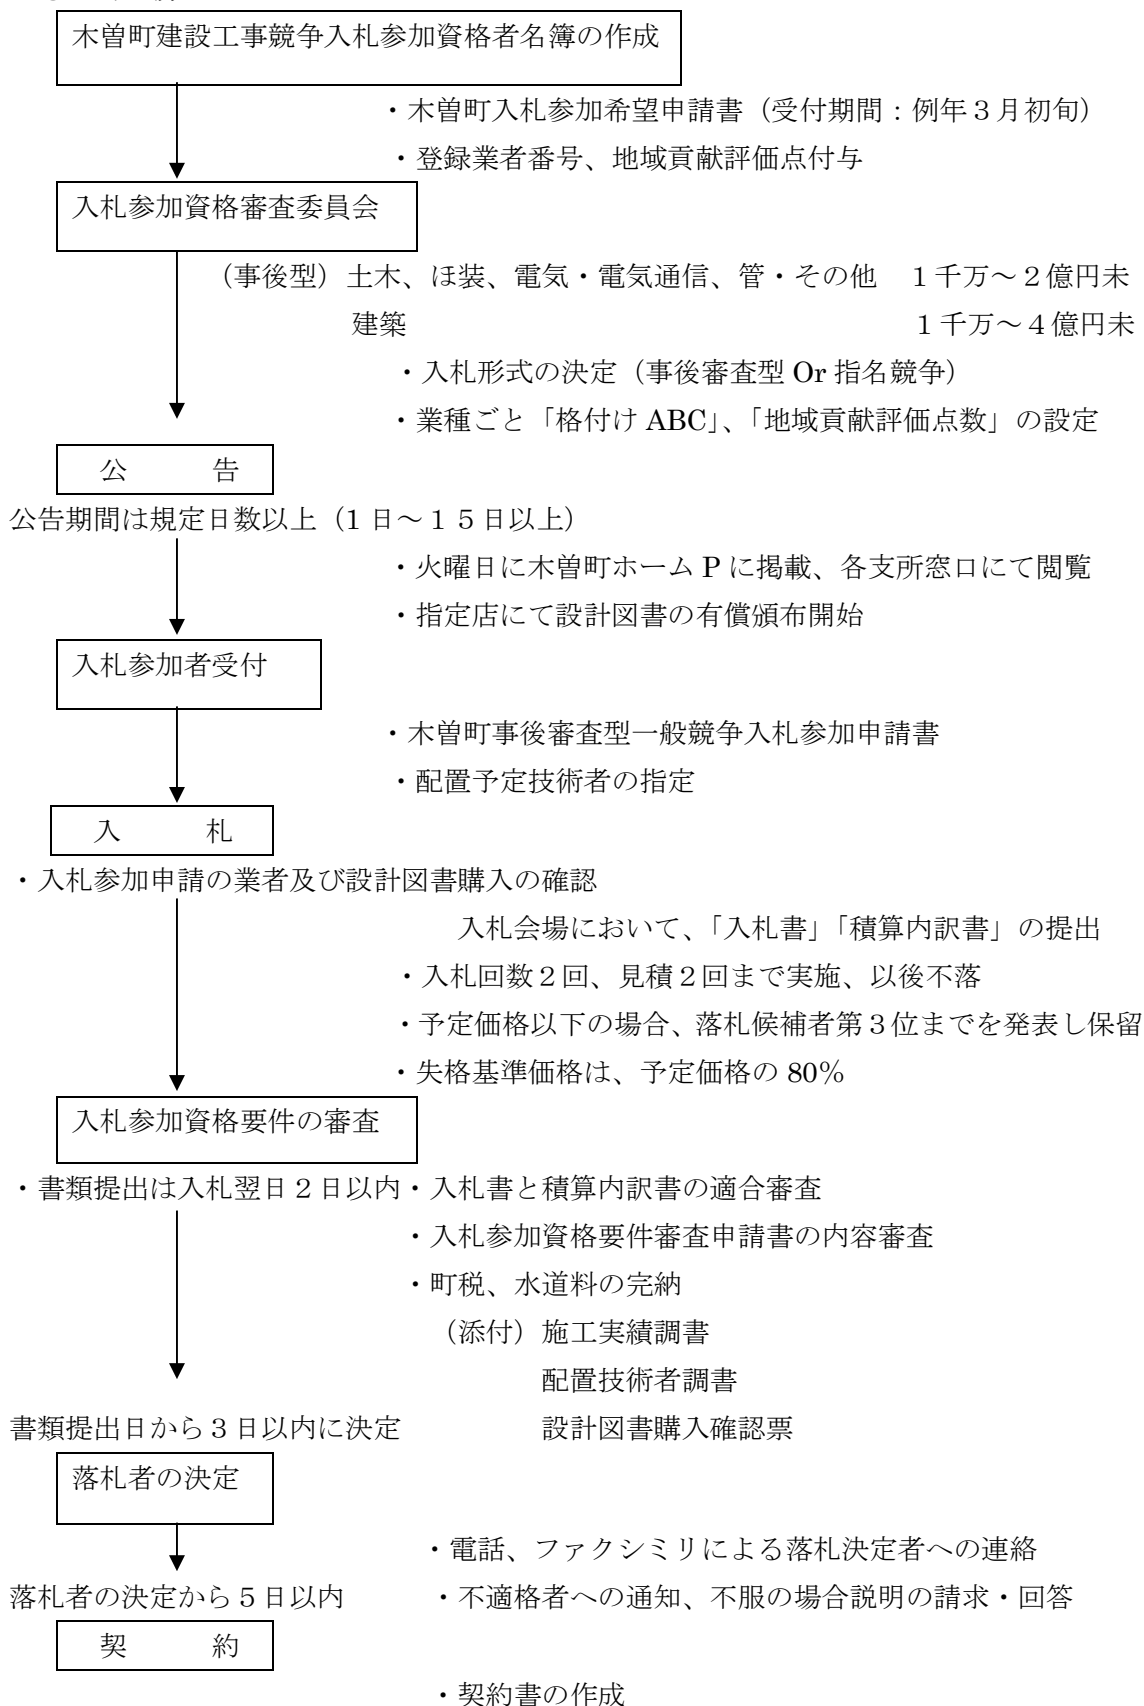 木曽町建設工事競争入札参加資格者名簿の作成
・木曽町入札参加希望申請書（受付期間：例年３月初旬）
・登録業者番号、地域貢献評価点付与
入札参加資格審査委員会
（事後型）土木、ほ装、電気・電気通信、管・その他　１千万～２億円未
建築　１千万～４億円未
・入札形式の決定（事後審査型 Or 指名競争）
・業種ごと「格付け ABC」、「地域貢献評価点数」の設定
公　　告
公告期間は規定日数以上（1 日～１５日以上）
・火曜日に木曽町ホーム P に掲載、各支所窓口にて閲覧
・指定店にて設計図書の有償頒布開始
入札参加者受付
・木曽町事後審査型一般競争入札参加申請書
・配置予定技術者の指定
入　　札
・入札参加申請の業者及び設計図書購入の確認
入札会場において、「入札書」「積算内訳書」の提出
・入札回数２回、見積２回まで実施、以後不落
・予定価格以下の場合、落札候補者第３位までを発表し保留
・失格基準価格は、予定価格の 80％
入札参加資格要件の審査
・書類提出は入札翌日２日以内・入札書と積算内訳書の適合審査
・入札参加資格要件審査申請書の内容審査
・町税、水道料の完納
（添付）施工実績調書
配置技術者調書
書類提出日から３日以内に決定　設計図書購入確認票
落札者の決定
・電話、ファクシミリによる落札決定者への連絡
落札者の決定から５日以内　・不適格者への通知、不服の場合説明の請求・回答
契　　約
・契約書の作成